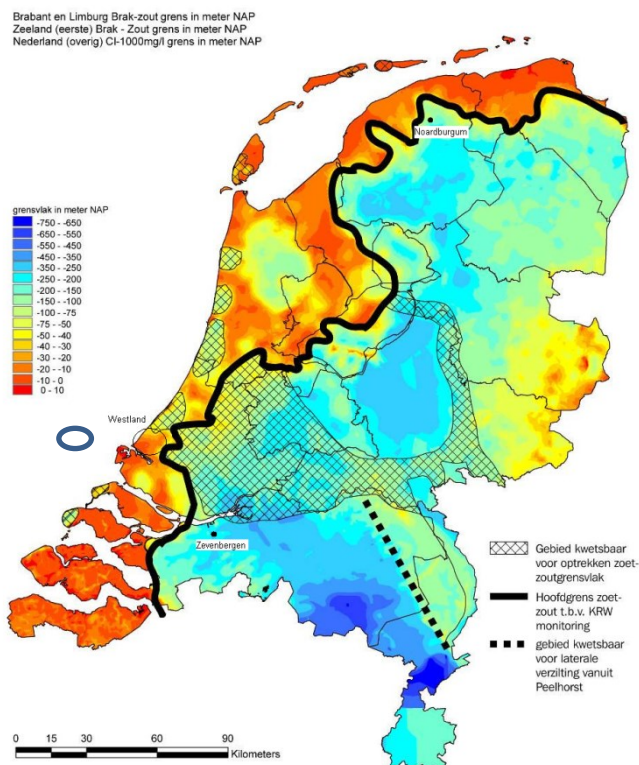 Brabant en Limburg Brak-zout grens in meter NAP
Zeeland (eerste) Brak - Zout grens in meter NAP
Nederland (overig) Cl-1000mg/l grens in meter NAP
Noardburgum
grensvlak in meter NAP
-750 - -650
-650 - -550
-550 - -450
-450 - -350
-350 - -250
-250 - -200
-200 - -150
-150 - -100
-100 - -75
-75 - -50
-50 - -40
-40 - -30
-30 - -20
-20 - -10
-10 - 0
0 - 10
Westland
Zevenbergen
Gebied kwetsbaar
voor optrekken zoet-
zoutgrensvlak
Hoofdgrens zoet-
zout t.b.v. KRW
monitoring
gebied kwetsbaar
voor laterale
verzilting vanuit
Peelhorst
0 15 30 60 90
Kilometers